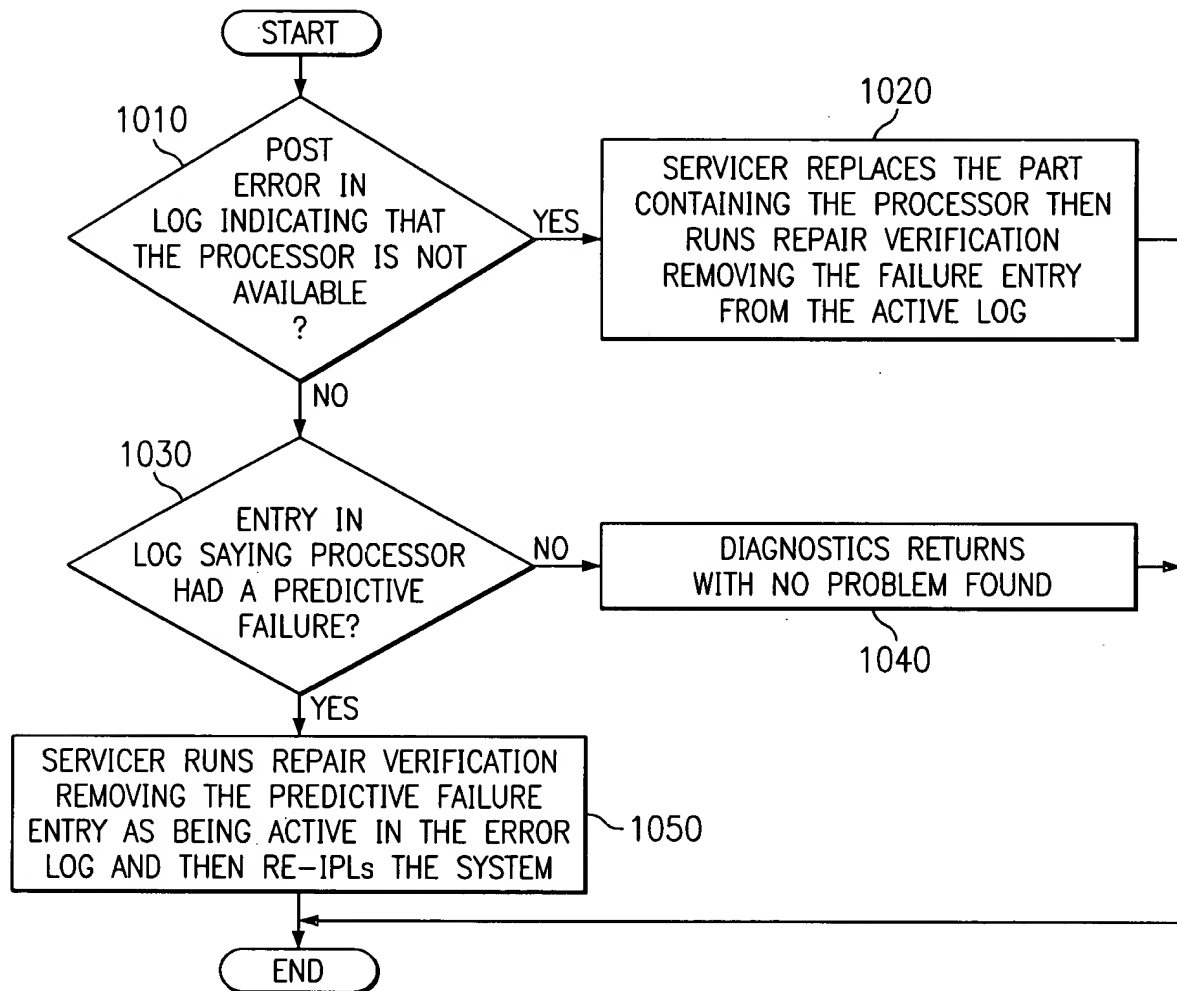 START
1010
POST
ERROR IN
LOG INDICATING THAT
THE PROCESSOR IS NOT
AVAILABLE
?
YES
1020
SERVICER REPLACES THE PART
CONTAINING THE PROCESSOR THEN
RUNS REPAIR VERIFICATION
REMOVING THE FAILURE ENTRY
FROM THE ACTIVE LOG
NO
1030
ENTRY IN
LOG SAYING PROCESSOR
HAD A PREDICTIVE
FAILURE?
NO
DIAGNOSTICS RETURNS
WITH NO PROBLEM FOUND
1040
YES
SERVICER RUNS REPAIR VERIFICATION
REMOVING THE PREDICTIVE FAILURE
ENTRY AS BEING ACTIVE IN THE ERROR
LOG AND THEN RE-IPLs THE SYSTEM
1050
END